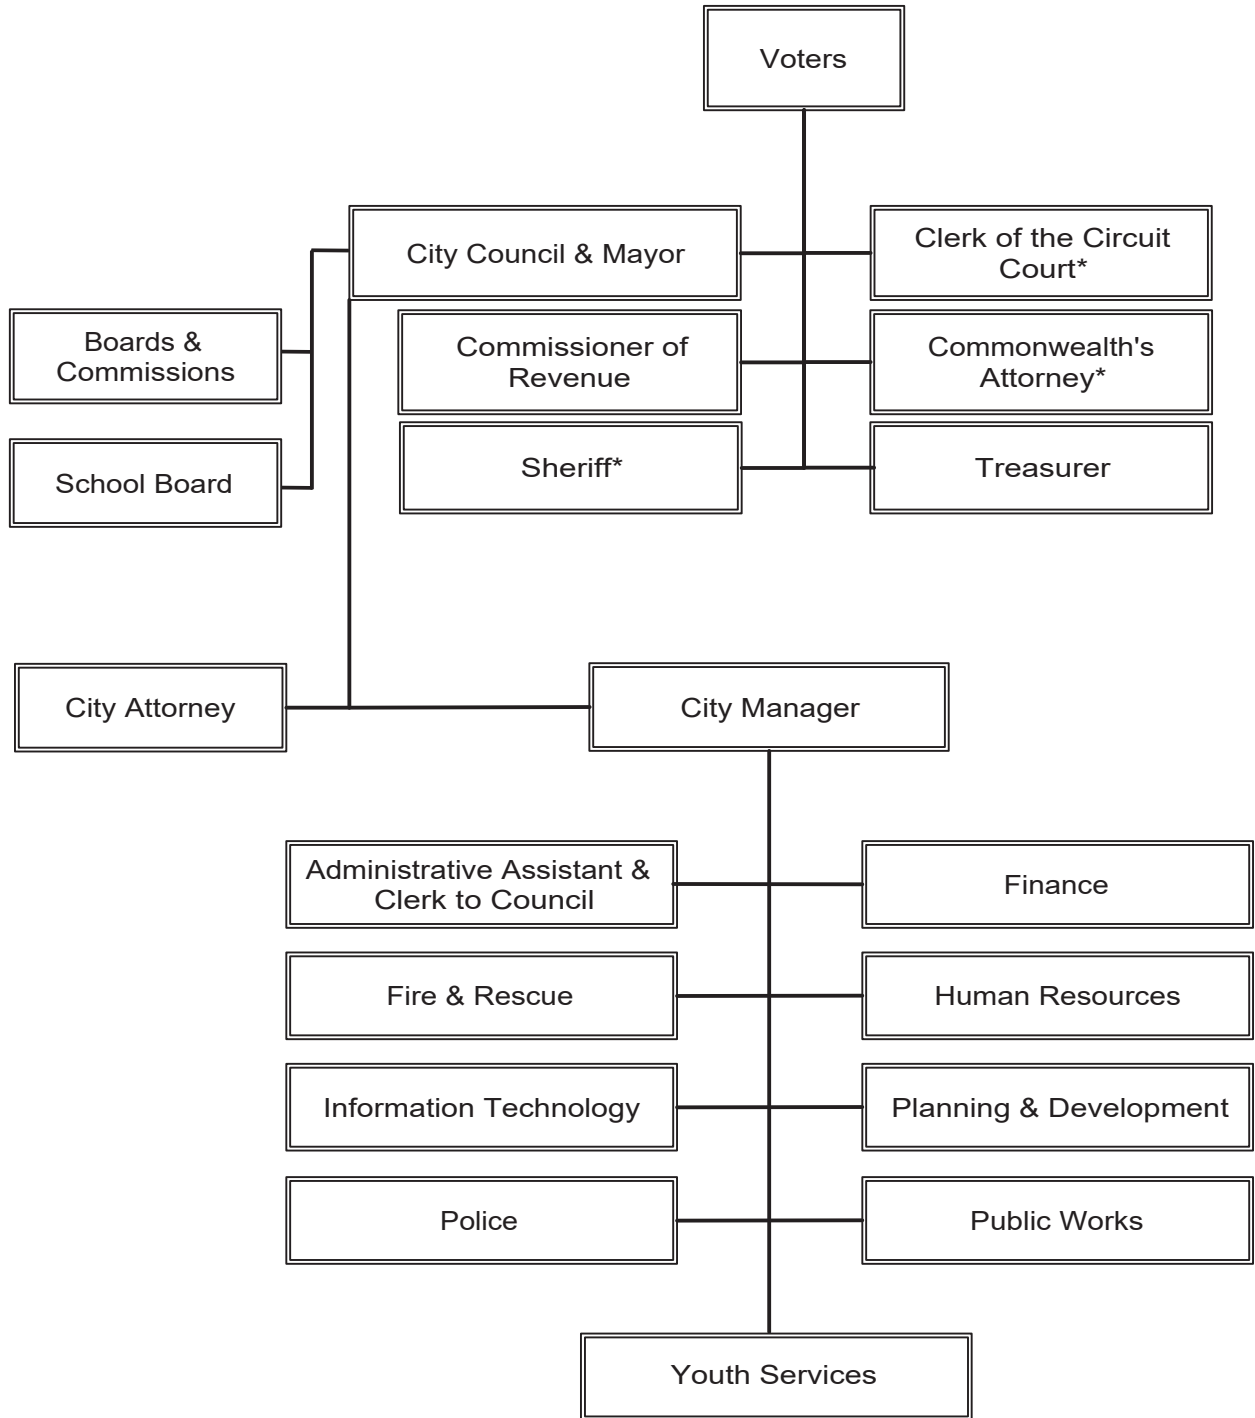 Voters
City Council & Mayor
Clerk of the Circuit
Court*
Boards &
Commissions
Commissioner of
Revenue
Commonwealth's
Attorney*
School Board
Sheriff*
Treasurer
City Attorney
City Manager
Administrative Assistant &
Clerk to Council
Finance
Fire & Rescue
Human Resources
Information Technology
Planning & Development
Police
Public Works
Youth Services